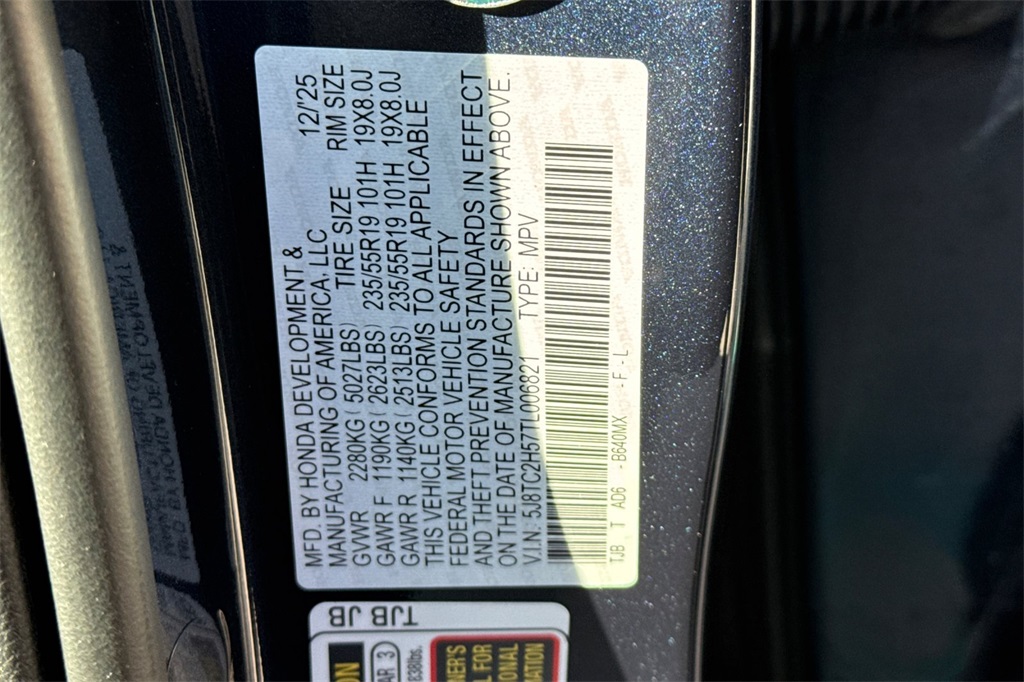 MFD. BY HONDA DEVELOPMENT & 12/'25
MANUFACTURING OF AMERICA, LLC
TIRE SIZE RIM SIZE
GVWR 2280KG ( 5027LBS) 235/55R19 101H 19X8.0J
GAWR F 1190KG ( 2623LBS) 235/55R19 101H 19X8.0J
GAWR R 1140KG ( 2513LBS)
THIS VEHICLE CONFORMS TO ALL APPLICABLE
FEDERAL MOTOR VEHICLE SAFETY
AND THEFT PREVENTION STANDARDS IN EFFECT
ON THE DATE OF MANUFACTURE SHOWN ABOVE.
V.I.N: 5J8TC2H57TL006821 TYPE: MPV
TJB T AD6 -B640MX -F-L
TJB JB
AR 3
838lbs.